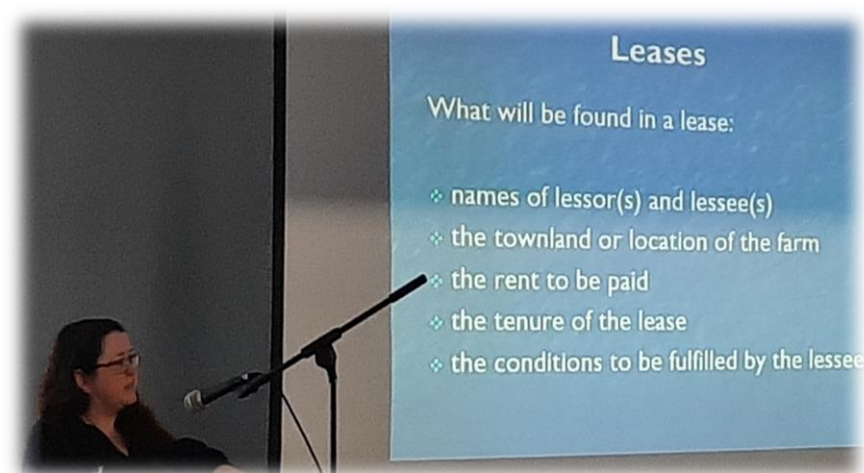 Leases
What will be found in a lease:
names of lessor(s) and lessee(s)
the townland or location of the farm
the rent to be paid
the tenure of the lease
the conditions to be fulfilled by the lessee